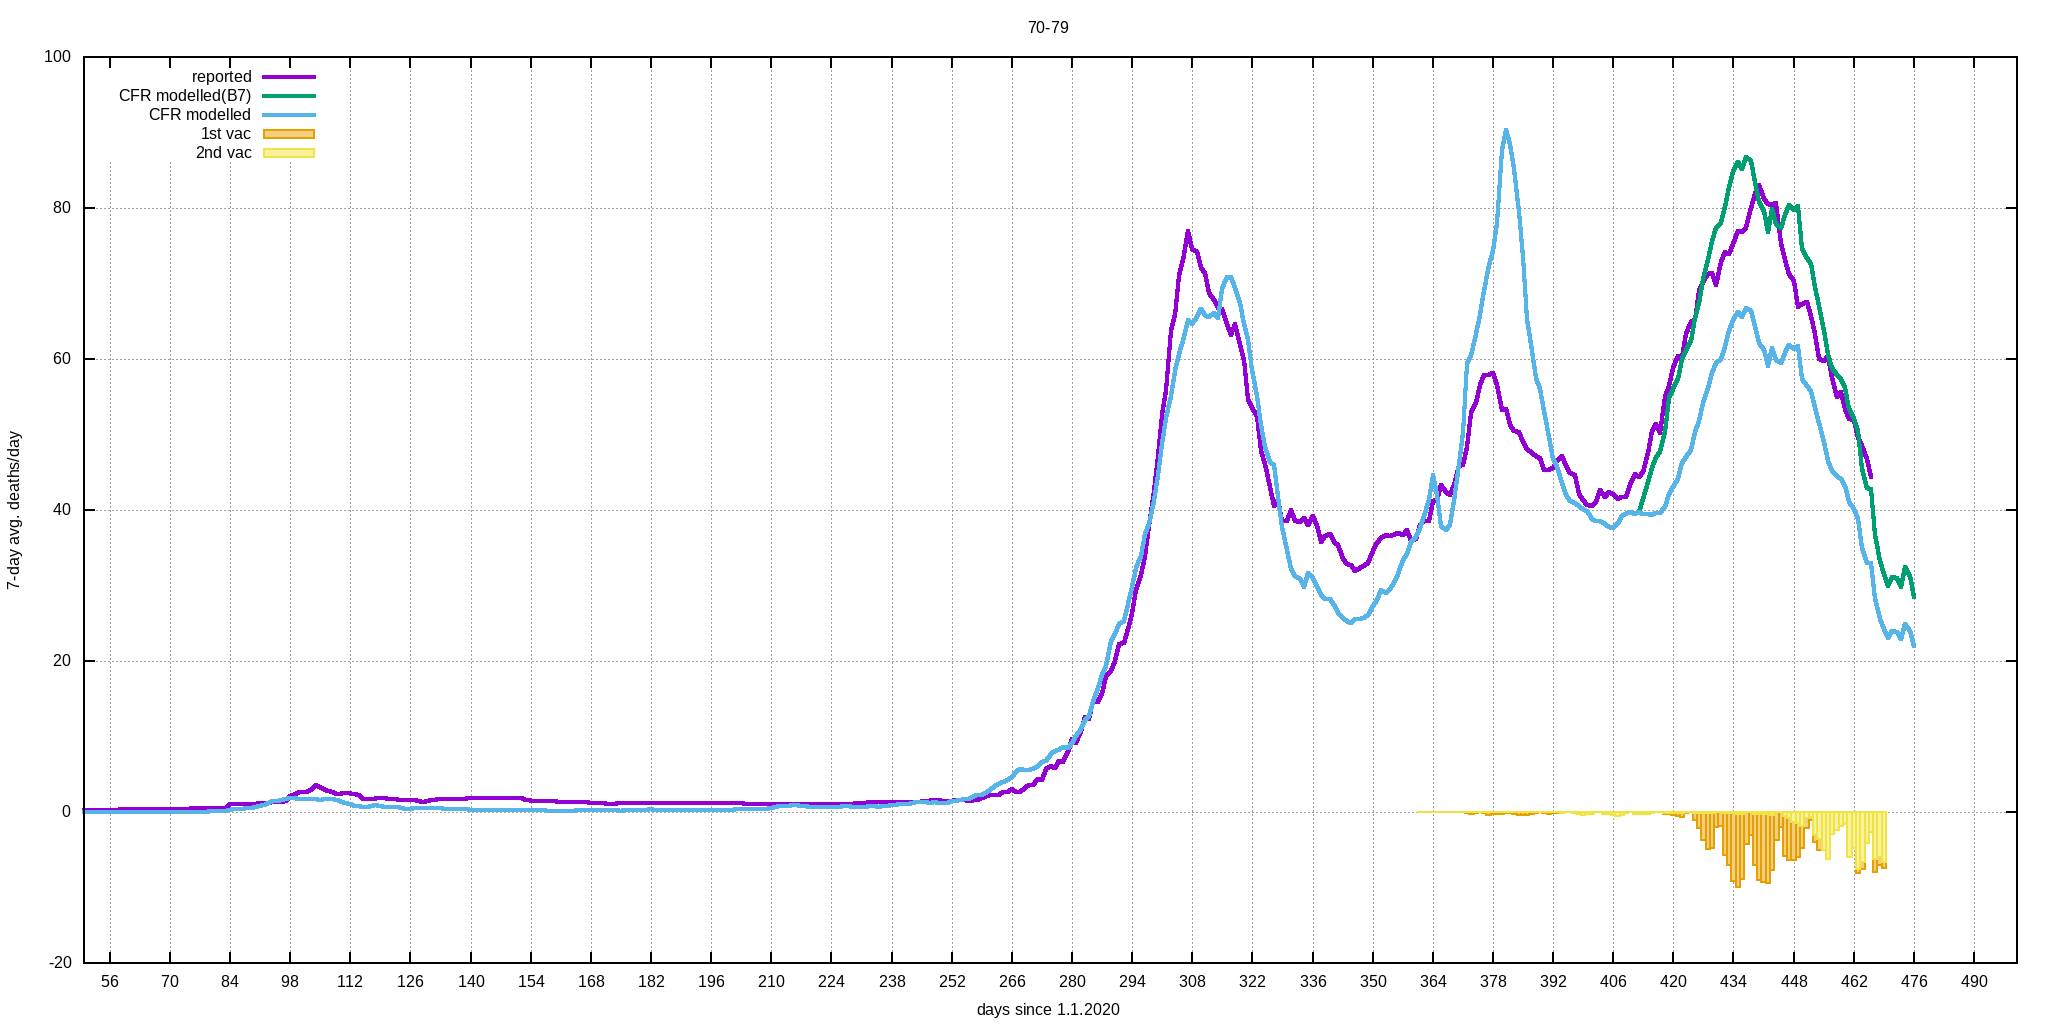 70-79
reported
CFR modelled(B7)
CFR modelled
1st vac
2nd vac
7-day avg. deaths/day
100
80
60
40
20
0
-20
56 70 84 98 112 126 140 154 168 182 196 210 224 238 252 266 280 294 308 322 336 350 364 378 392 406 420 434 448 462 476 490
days since 1.1.2020